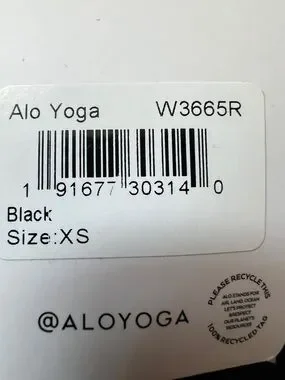 Alo Yoga W3665R
1 91677 30314 0
Black
Size:XS
@ALOYOGA
PLEASE RECYCLE THIS
ALO STANDS FOR
AIR, LAND, OCEAN
LET'S PROTECT
& RESPECT
OUR PLANET'S
RESOURCES
100% RECYCLED TAG